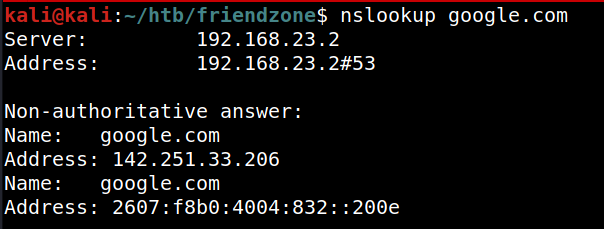 kali@kali:~/htb/friendzone$ nslookup google.com
Server:         192.168.23.2
Address:        192.168.23.2#53

Non-authoritative answer:
Name:   google.com
Address: 142.251.33.206
Name:   google.com
Address: 2607:f8b0:4004:832::200e